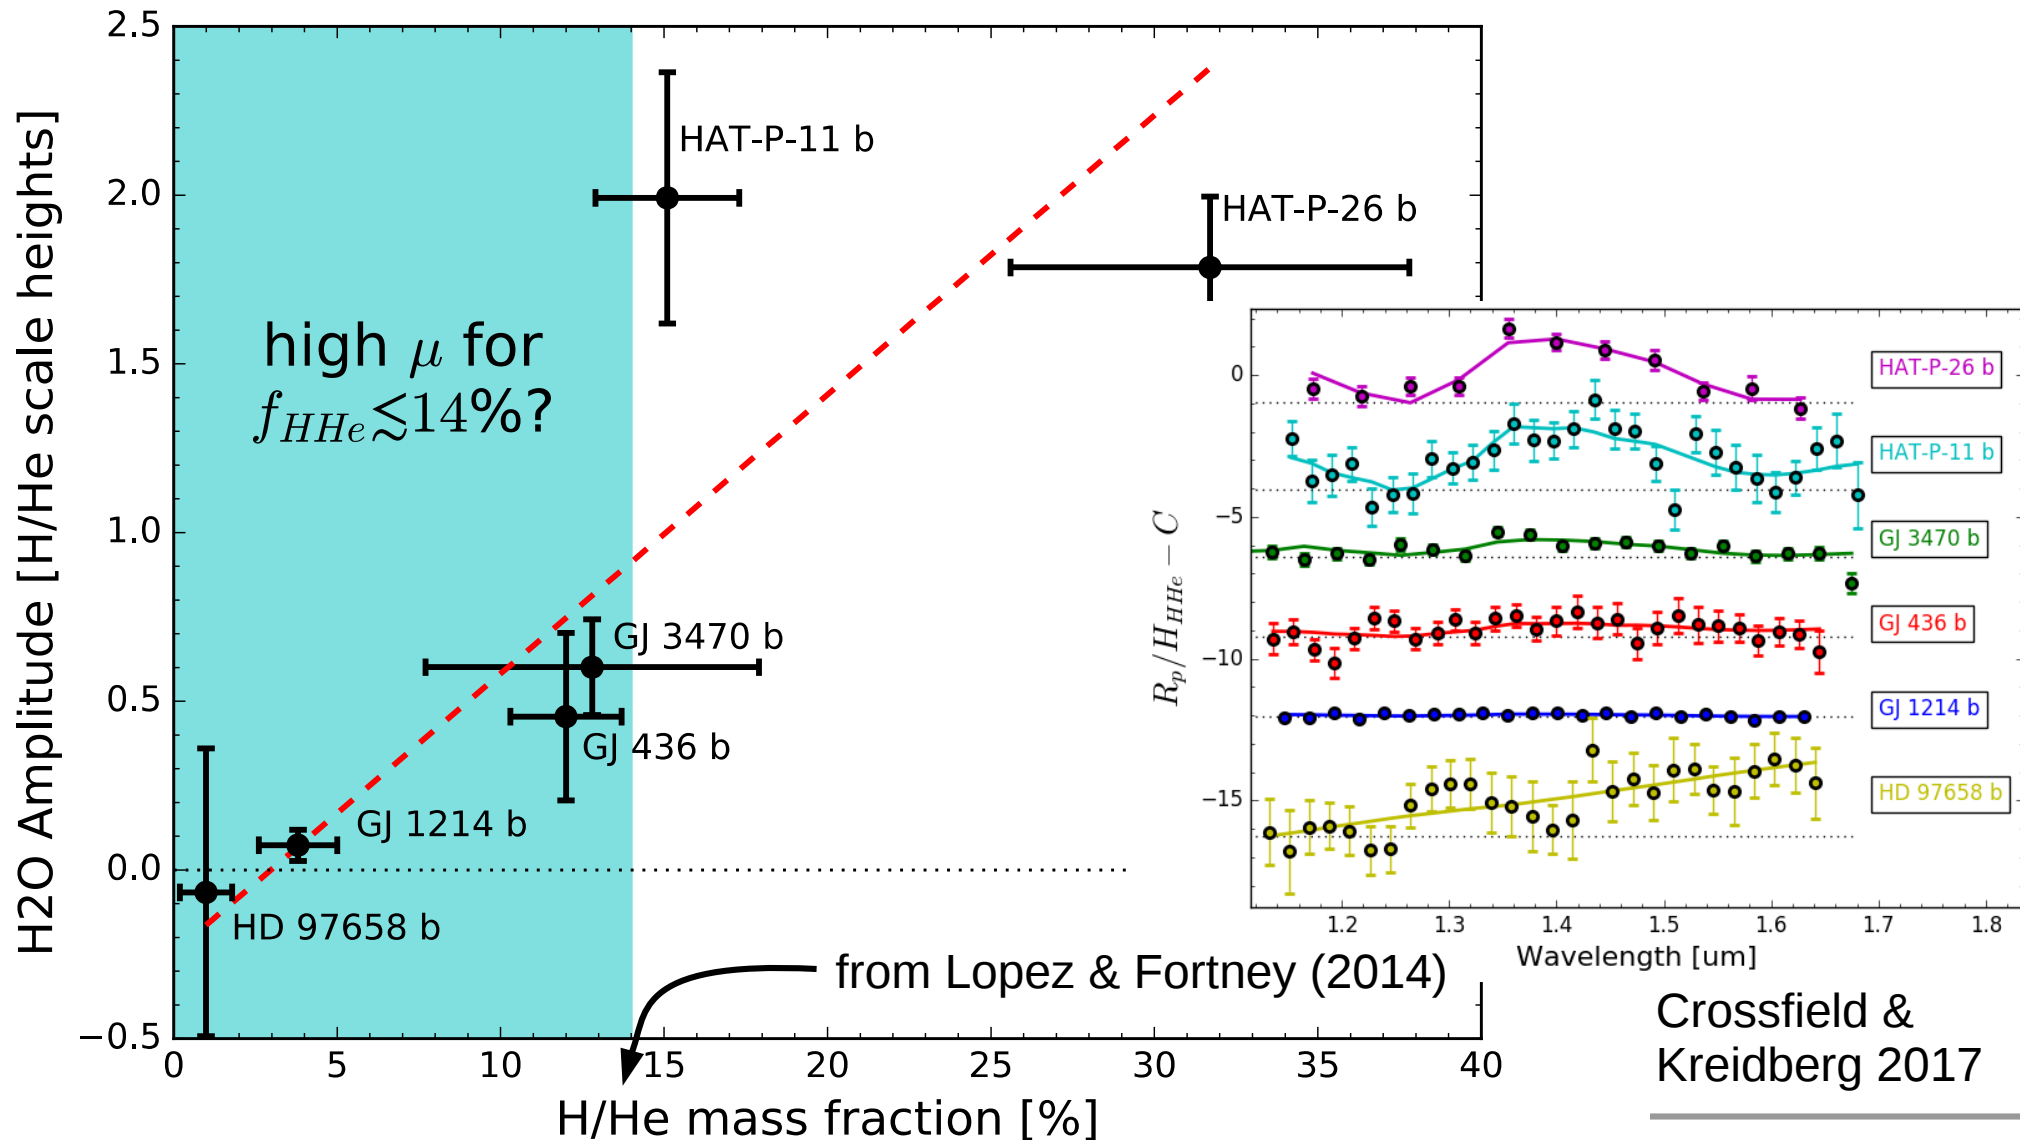 2.5
2.0
1.5
1.0
0.5
0.0
−0.5
H2O Amplitude [H/He scale heights]
HAT-P-11 b
HAT-P-26 b
high μ for
f_HHe ≲ 14%?
GJ 3470 b
GJ 436 b
GJ 1214 b
HD 97658 b
0 5 10 15 20 25 30 35 40
H/He mass fraction [%]
from Lopez & Fortney (2014)
0
−5
−10
−15
R_p/H_HHe − C
HAT-P-26 b
HAT-P-11 b
GJ 3470 b
GJ 436 b
GJ 1214 b
HD 97658 b
1.2 1.3 1.4 1.5 1.6 1.7 1.8
Wavelength [um]
Crossfield &
Kreidberg 2017